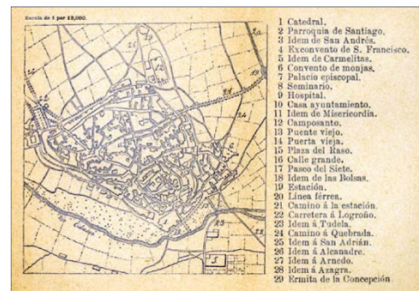 Escala de 1 por 12,500.
1 Catedral.
2 Parroquia de Santiago.
3 Idem de San Andrés.
4 Exconvento de S. Francisco.
5 Idem de Carmelitas.
6 Convento de monjas.
7 Palacio episcopal.
8 Seminario.
9 Hospital.
10 Casa ayuntamiento.
11 Idem de Misericordia.
12 Camposanto.
13 Puente viejo.
14 Puerta vieja.
15 Plaza del Raso.
16 Calle grande.
17 Paseo del Siete.
18 Idem de las Bolsas.
19 Estación.
20 Línea férrea.
21 Camino á la estación.
22 Carretera á Logroño.
23 Idem á Tudela.
24 Camino á Quebrada.
25 Idem á San Adrián.
26 Idem á Alcanadre.
27 Idem á Arnedo.
28 Idem á Azagra.
29 Ermita de la Concepción